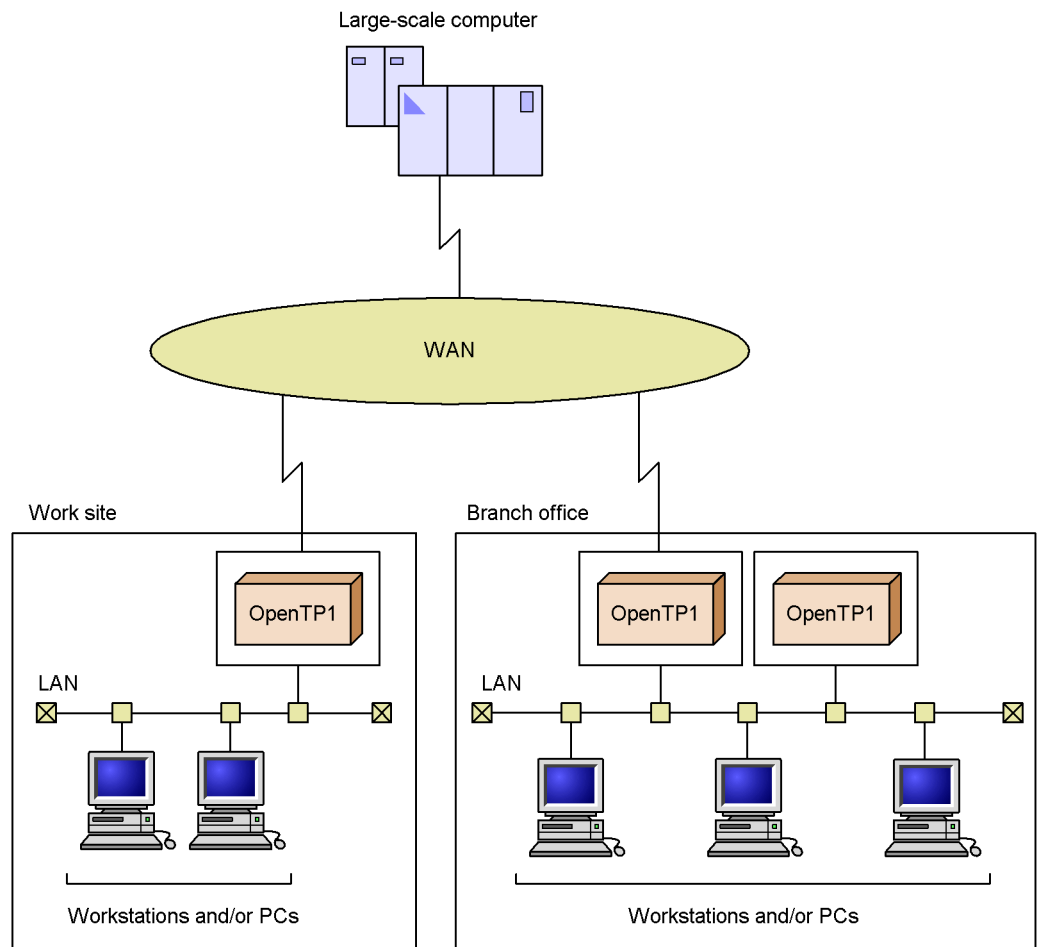 Large-scale computer
WAN
Work site
Branch office
OpenTP1
OpenTP1
OpenTP1
LAN
LAN
Workstations and/or PCs
Workstations and/or PCs